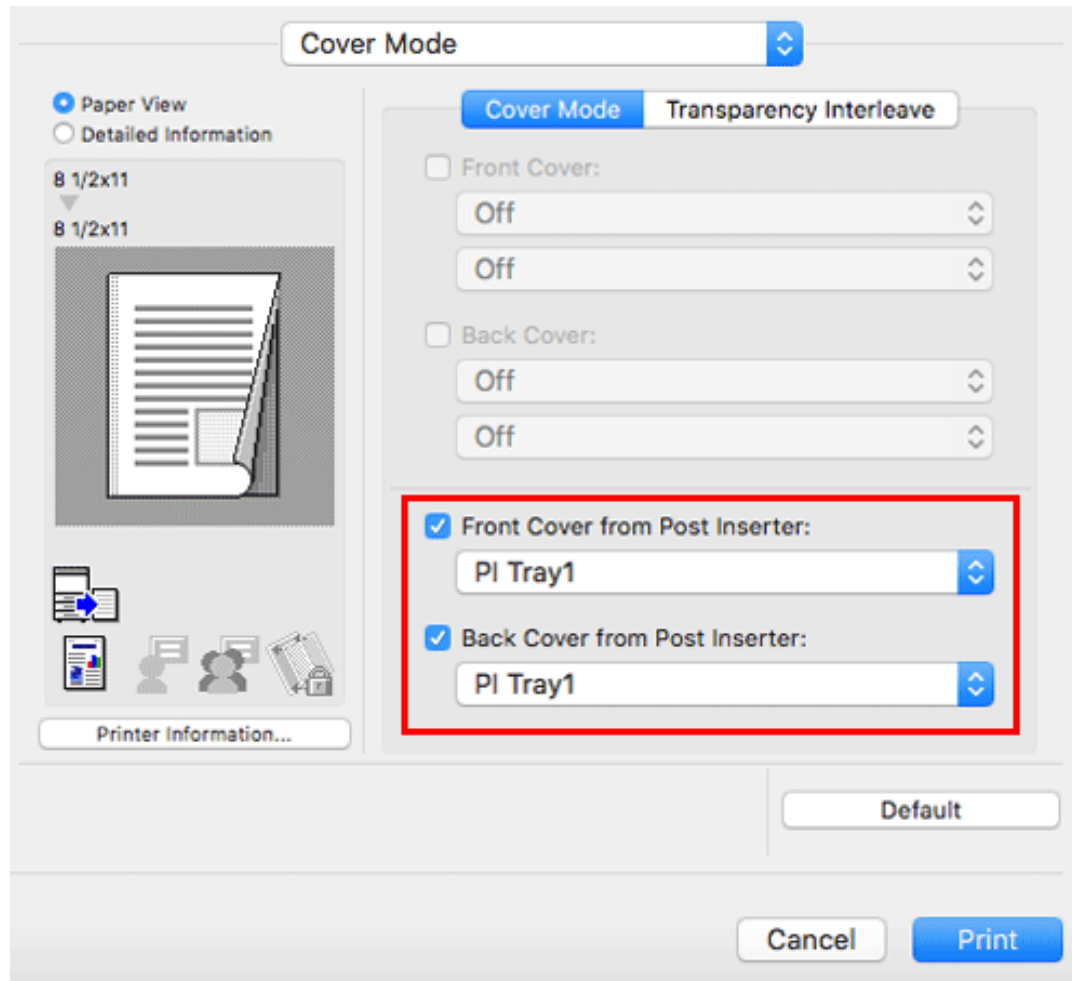 Cover Mode
Paper View
Detailed Information
8 1/2x11
8 1/2x11
Printer Information...
Cover Mode
Transparency Interleave
Front Cover:
Off
Off
Back Cover:
Off
Off
Front Cover from Post Inserter:
PI Tray1
Back Cover from Post Inserter:
PI Tray1
Default
Cancel
Print